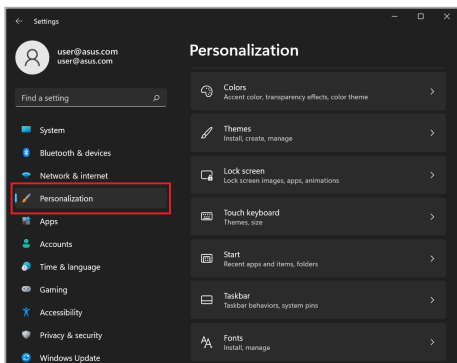 Settings
user@asus.com
user@asus.com
Find a setting
System
Bluetooth & devices
Network & internet
Personalization
Apps
Accounts
Time & language
Gaming
Accessibility
Privacy & security
Windows Update
Personalization
Colors
Accent color, transparency effects, color theme
Themes
Install, create, manage
Lock screen
Lock screen images, apps, animations
Touch keyboard
Themes, size
Start
Recent apps and items, folders
Taskbar
Taskbar behaviors, system pins
Fonts
Install, manage